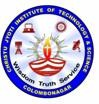 CHRISTU JYOTI INSTITUTE OF TECHNOLOGY & SCIENCE
Wisdom Truth Service
COLOMBONAGAR